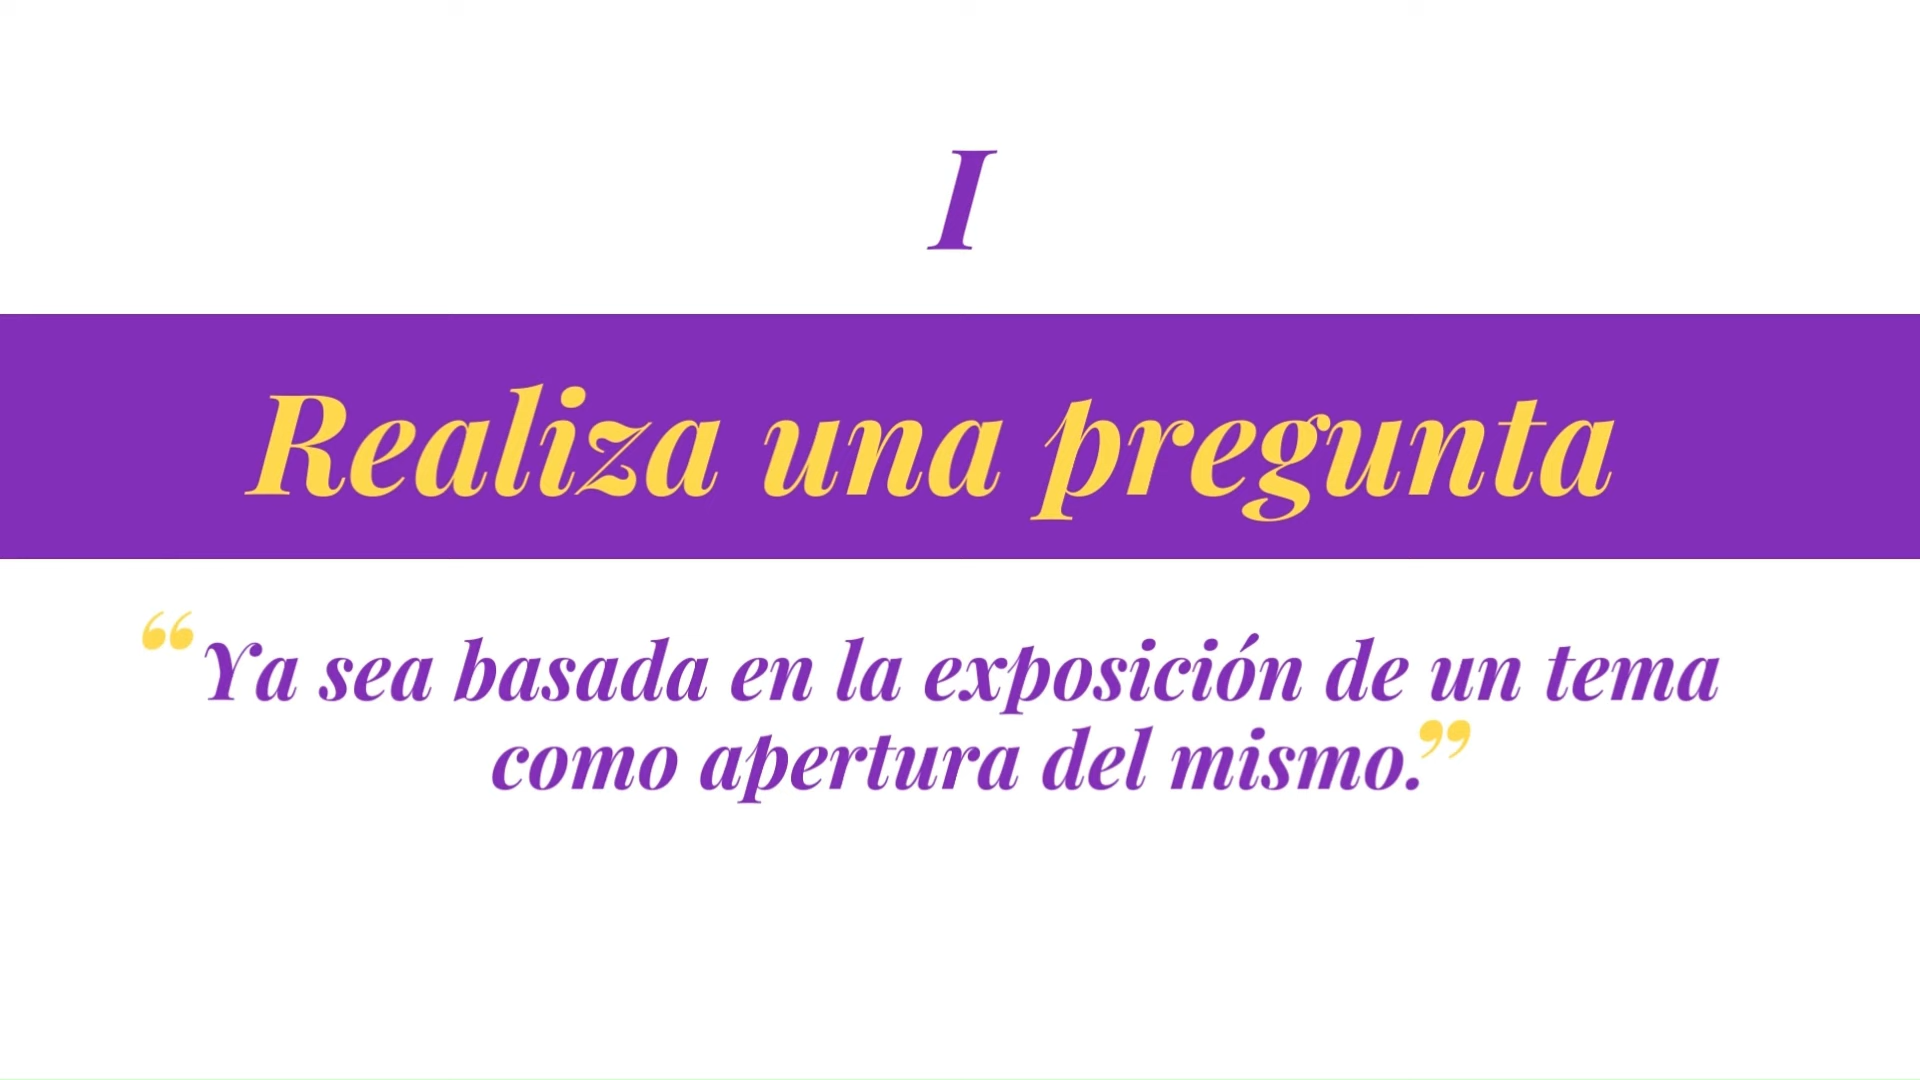 I
Realiza una pregunta
“Ya sea basada en la exposición de un tema
como apertura del mismo.”